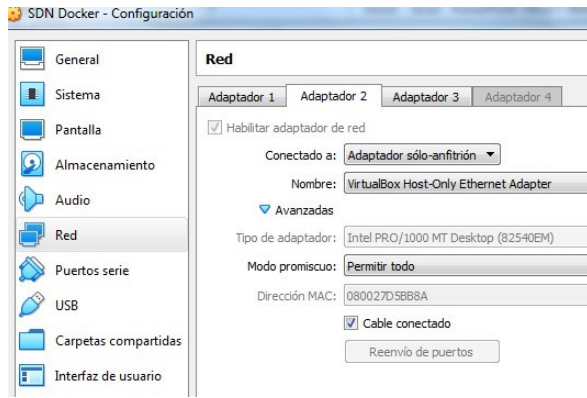 SDN Docker - Configuración
General
Sistema
Pantalla
Almacenamiento
Audio
Red
Puertos serie
USB
Carpetas compartidas
Interfaz de usuario
Red
Adaptador 1 Adaptador 2 Adaptador 3 Adaptador 4
Habilitar adaptador de red
Conectado a: Adaptador sólo-anfitrión
Nombre: VirtualBox Host-Only Ethernet Adapter
Avanzadas
Tipo de adaptador: Intel PRO/1000 MT Desktop (82540EM)
Modo promiscuo: Permitir todo
Dirección MAC: 080027D5BB8A
Cable conectado
Reenvío de puertos